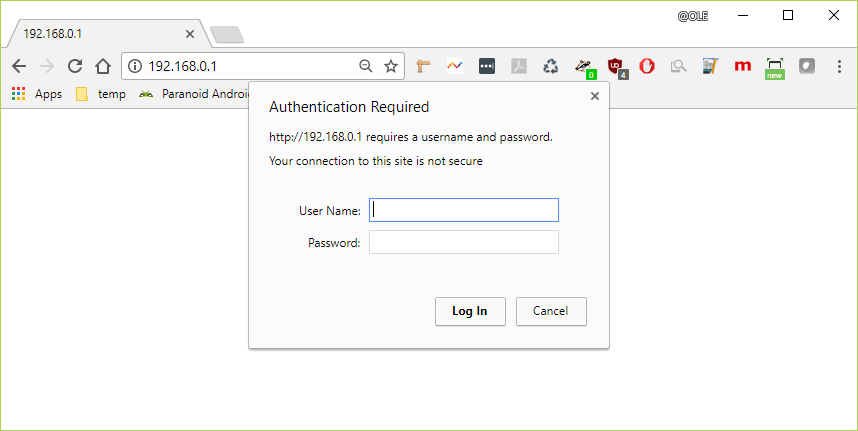 @OLE
192.168.0.1
192.168.0.1
0
4
m
new
Apps
temp
Paranoid Androi
Authentication Required
http://192.168.0.1 requires a username and password.
Your connection to this site is not secure
User Name:
Password:
Log In
Cancel